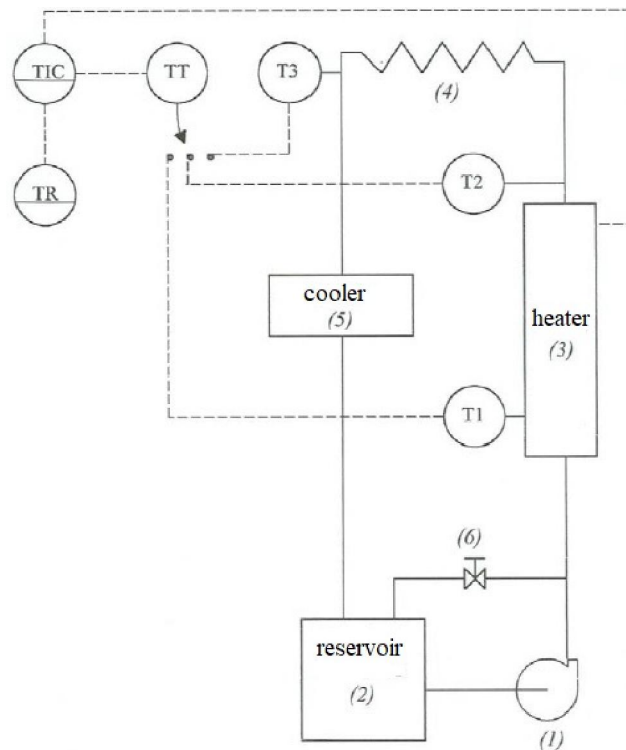 TIC
TT
T3
(4)
TR
T2
cooler
(5)
heater
(3)
T1
(6)
reservoir
(2)
(1)